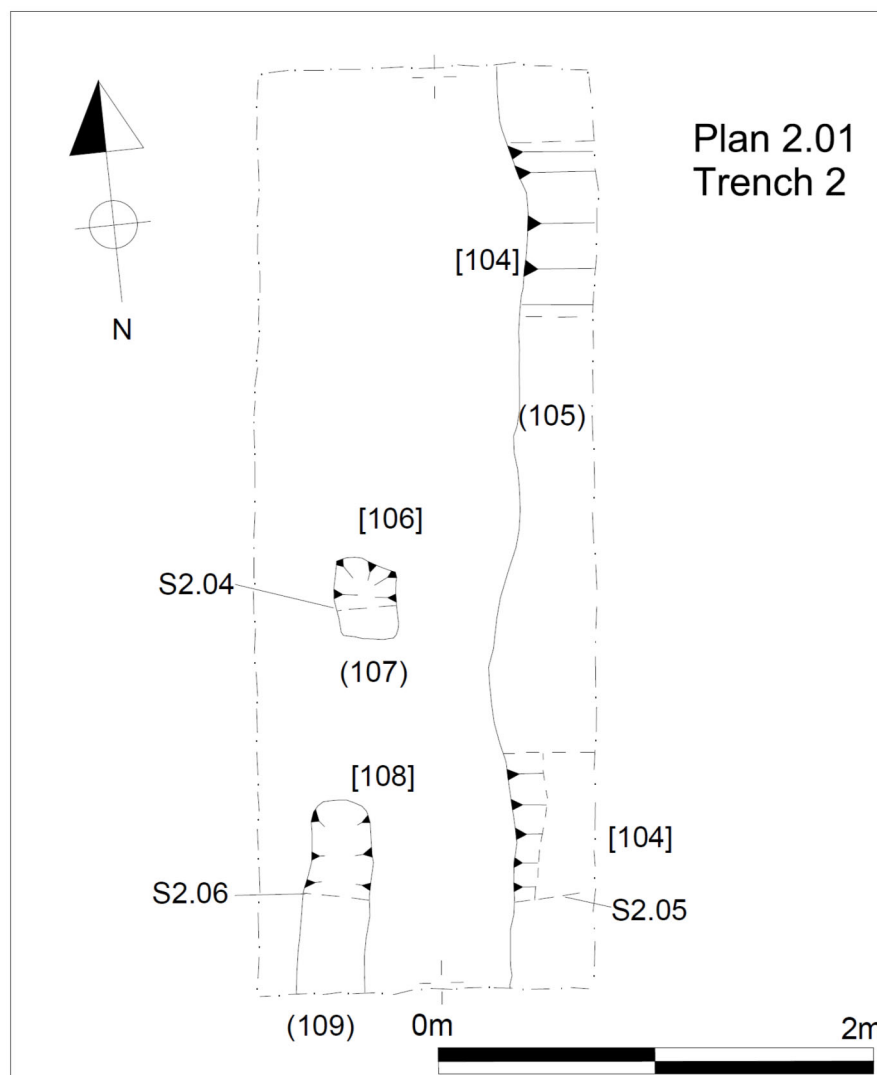 Plan 2.01
Trench 2
N
[104]
(105)
[106]
S2.04
(107)
[108]
[104]
S2.06
S2.05
(109)
0m
2m